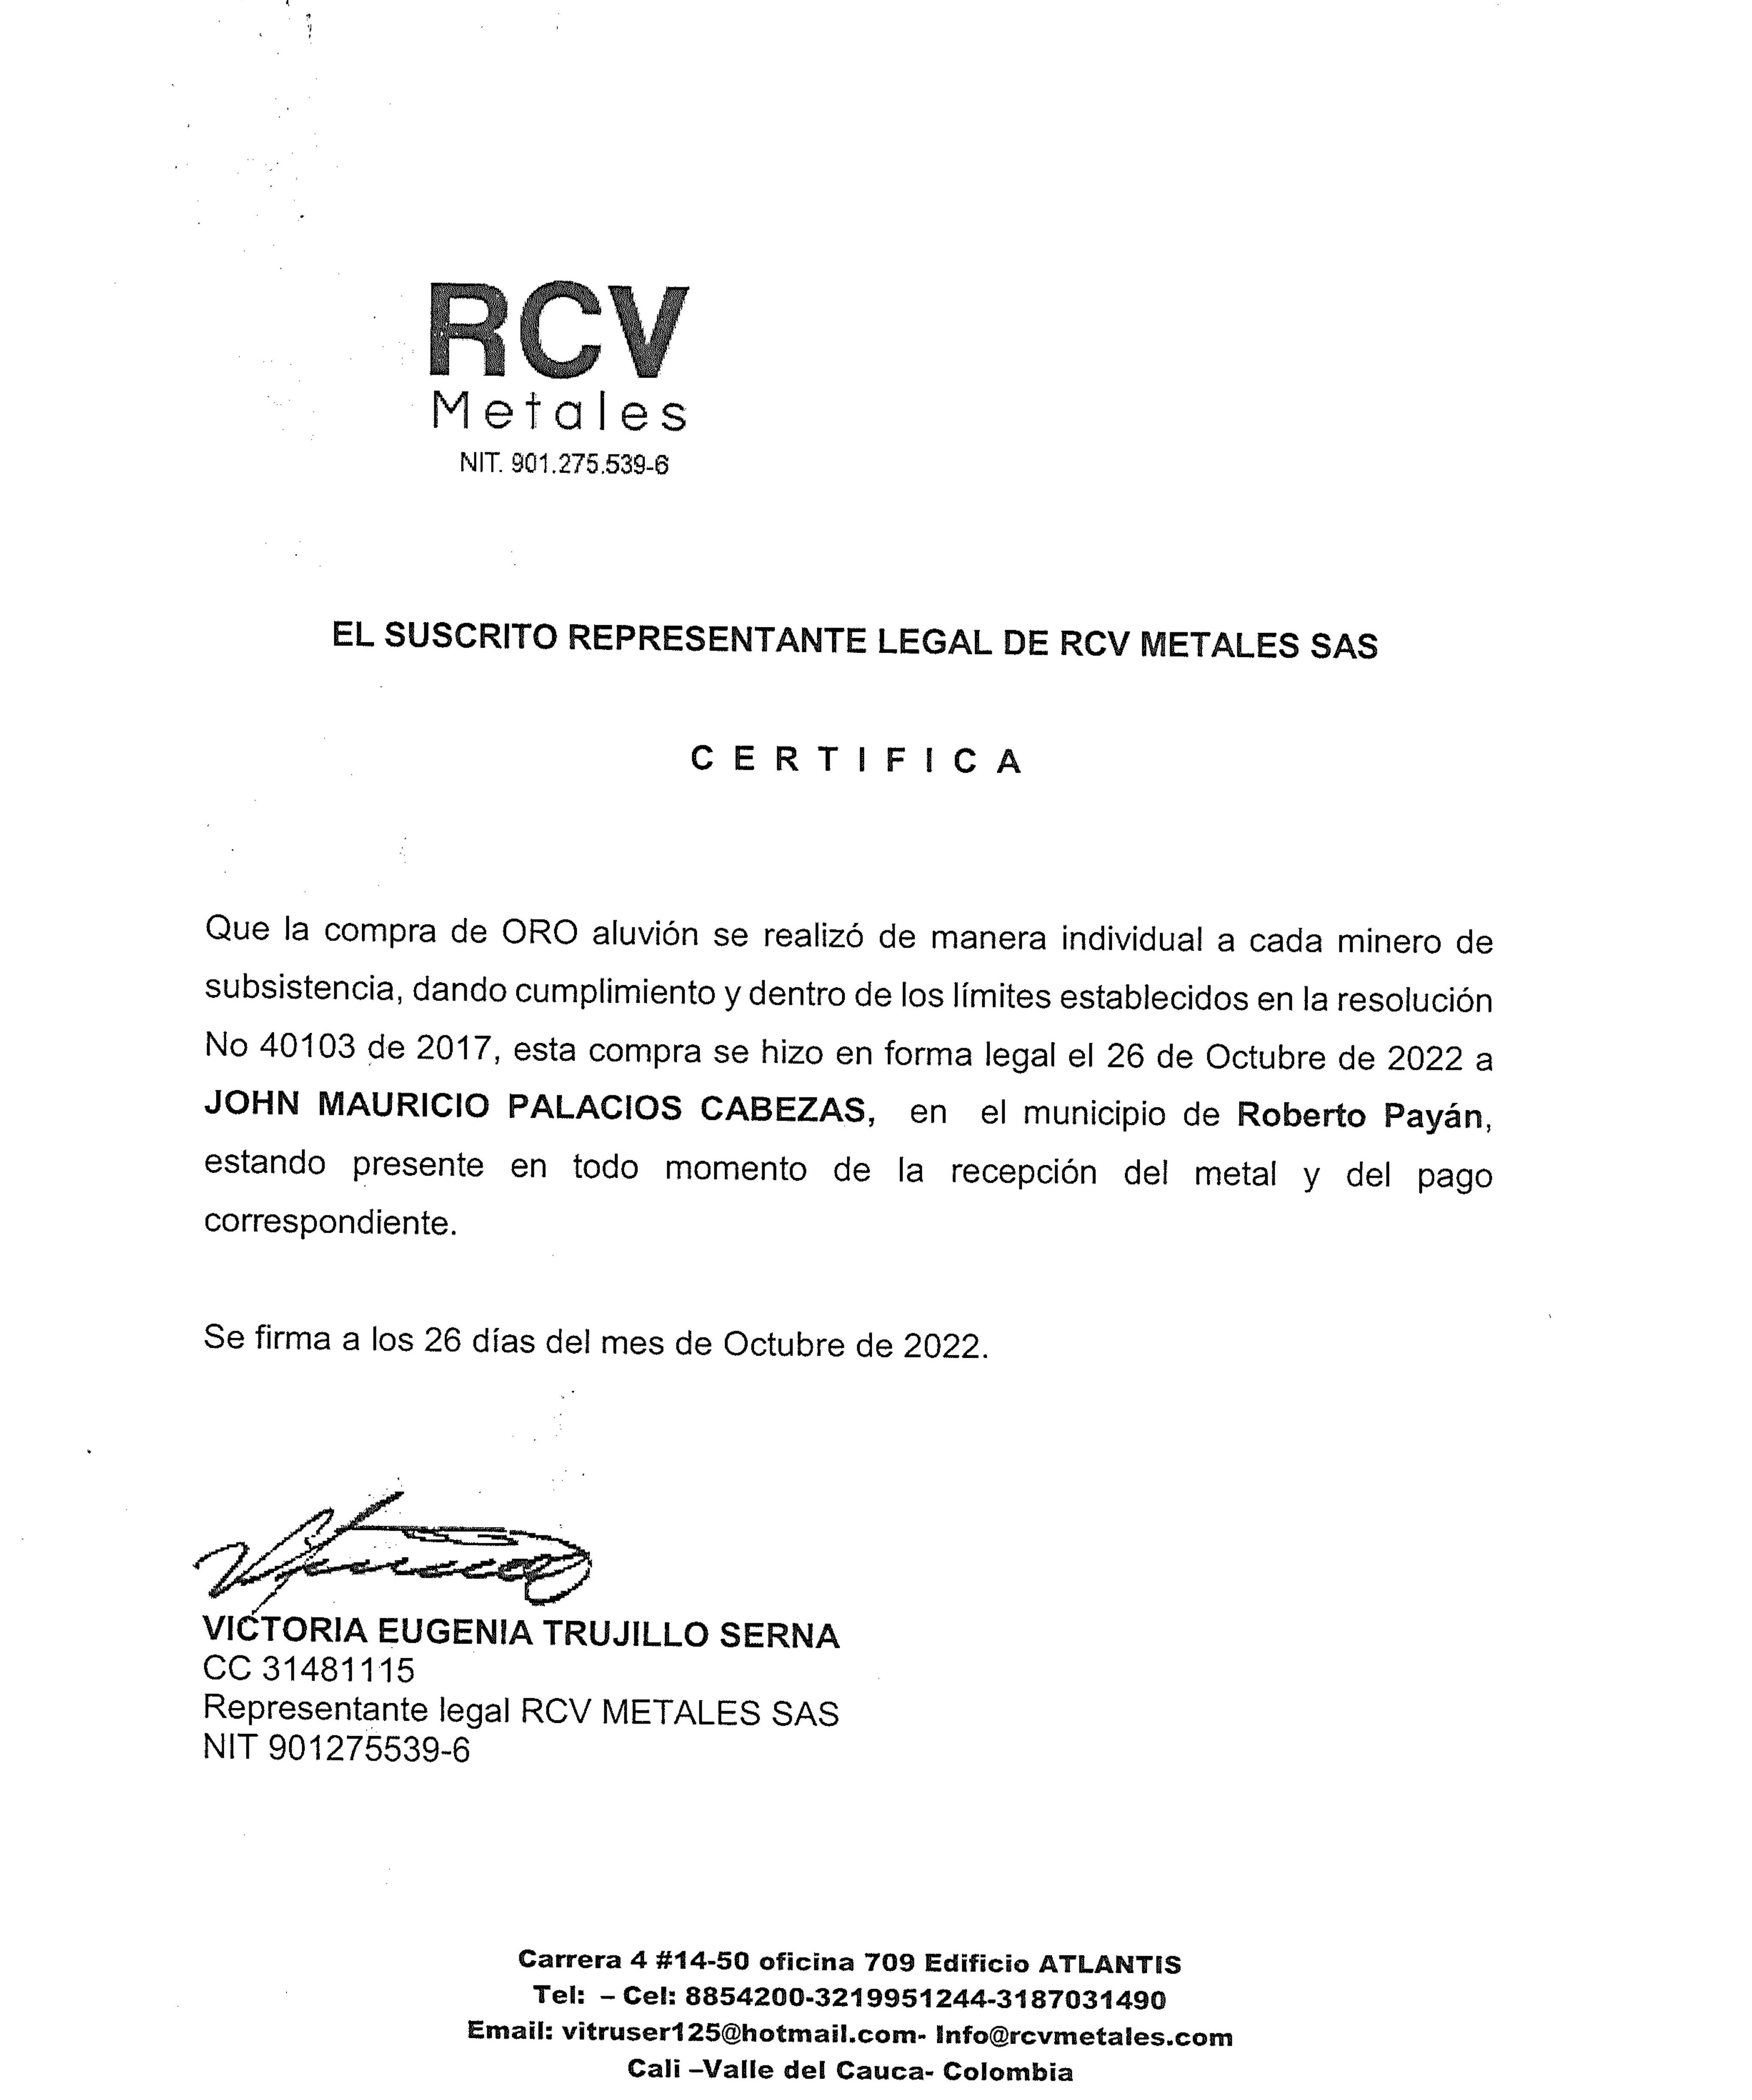 RCV
Metales
NIT. 901.275.539-6
EL SUSCRITO REPRESENTANTE LEGAL DE RCV METALES SAS
C E R T I F I C A
Que la compra de ORO aluvión se realizó de manera individual a cada minero de
subsistencia, dando cumplimiento y dentro de los límites establecidos en la resolución
No 40103 de 2017, esta compra se hizo en forma legal el 26 de Octubre de 2022 a
JOHN MAURICIO PALACIOS CABEZAS, en el municipio de Roberto Payán,
estando presente en todo momento de la recepción del metal y del pago
correspondiente.
Se firma a los 26 días del mes de Octubre de 2022.
VICTORIA EUGENIA TRUJILLO SERNA
CC 31481115
Representante legal RCV METALES SAS
NIT 901275539-6
Carrera 4 #14-50 oficina 709 Edificio ATLANTIS
Tel: – Cel: 8854200-3219951244-3187031490
Email: vitruser125@hotmail.com- Info@rcvmetales.com
Cali –Valle del Cauca- Colombia